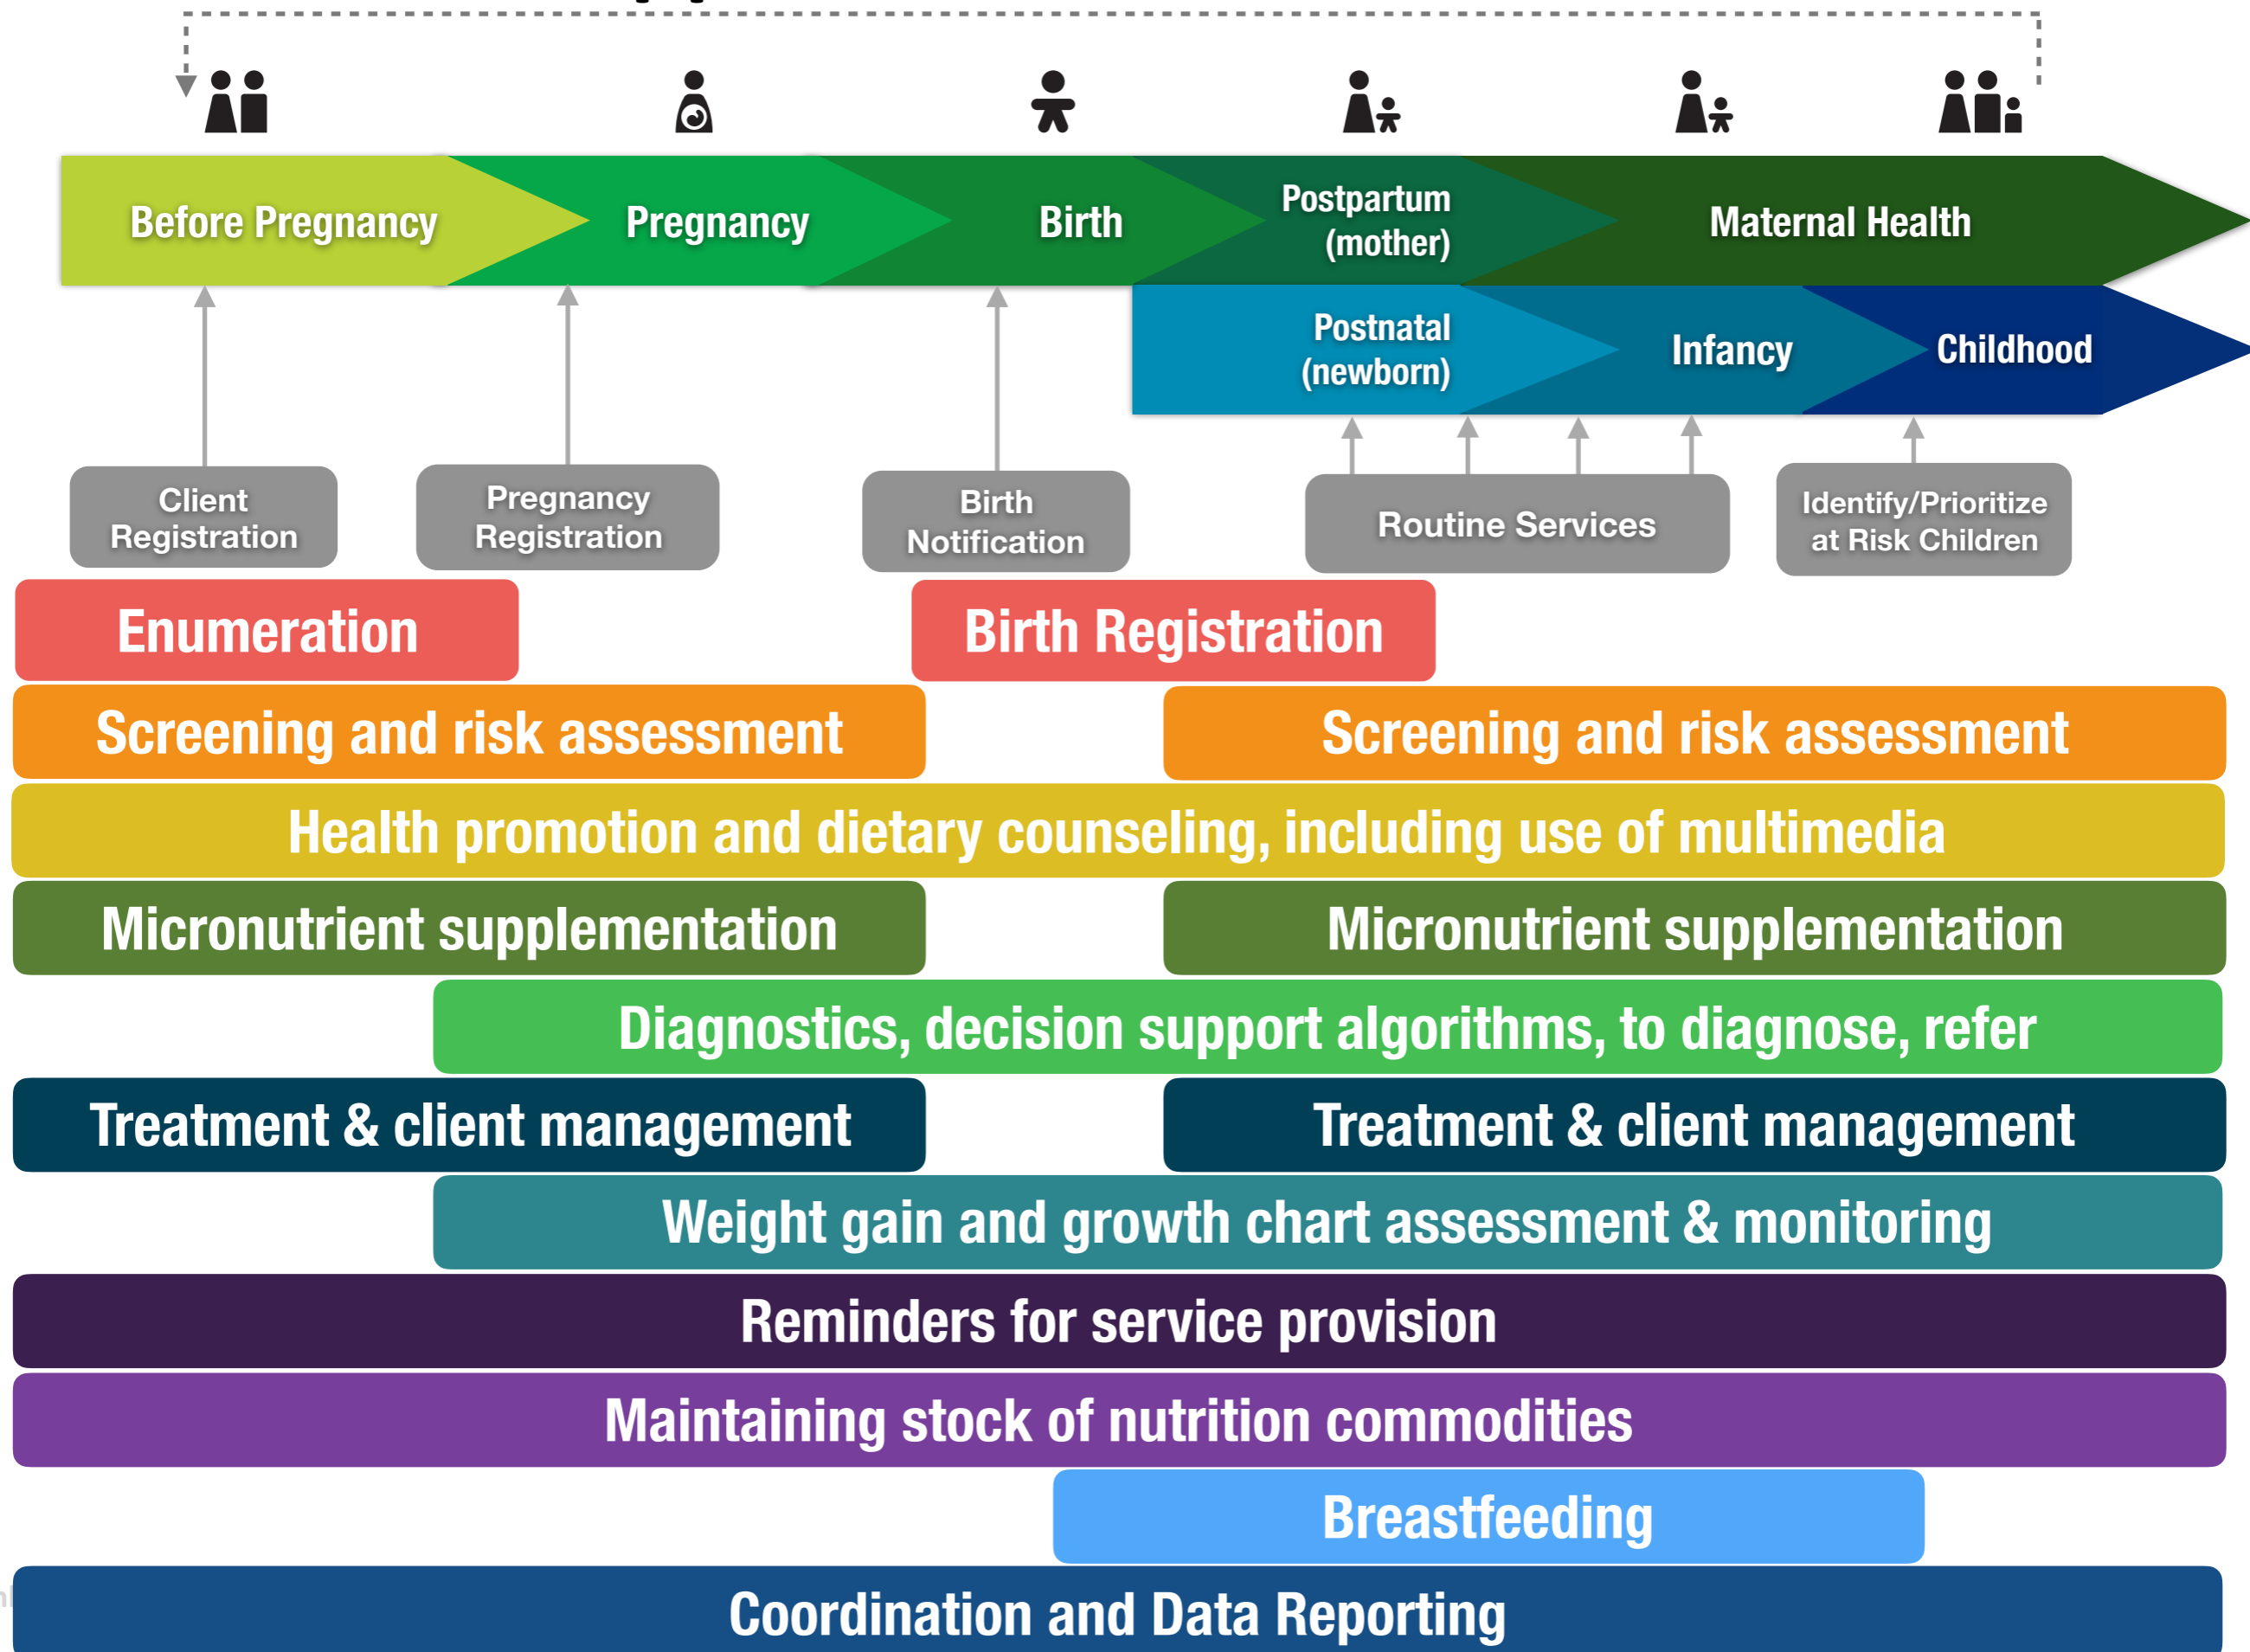 Before Pregnancy
Pregnancy
Birth
Postpartum
(mother)
Maternal Health
Postnatal
(newborn)
Infancy
Childhood
Client
Registration
Pregnancy
Registration
Birth
Notification
Routine Services
Identify/Prioritize
at Risk Children
Enumeration
Birth Registration
Screening and risk assessment
Screening and risk assessment
Health promotion and dietary counseling, including use of multimedia
Micronutrient supplementation
Micronutrient supplementation
Diagnostics, decision support algorithms, to diagnose, refer
Treatment & client management
Treatment & client management
Weight gain and growth chart assessment & monitoring
Reminders for service provision
Maintaining stock of nutrition commodities
Breastfeeding
Coordination and Data Reporting